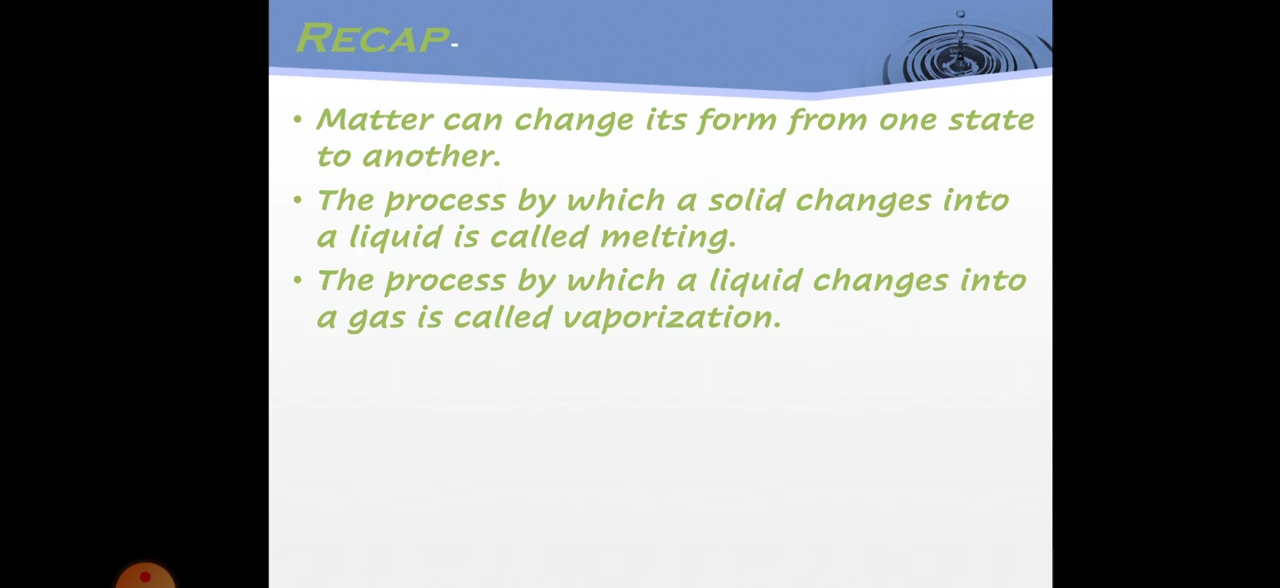 RECAP-
• Matter can change its form from one state
to another.
• The process by which a solid changes into
a liquid is called melting.
• The process by which a liquid changes into
a gas is called vaporization.